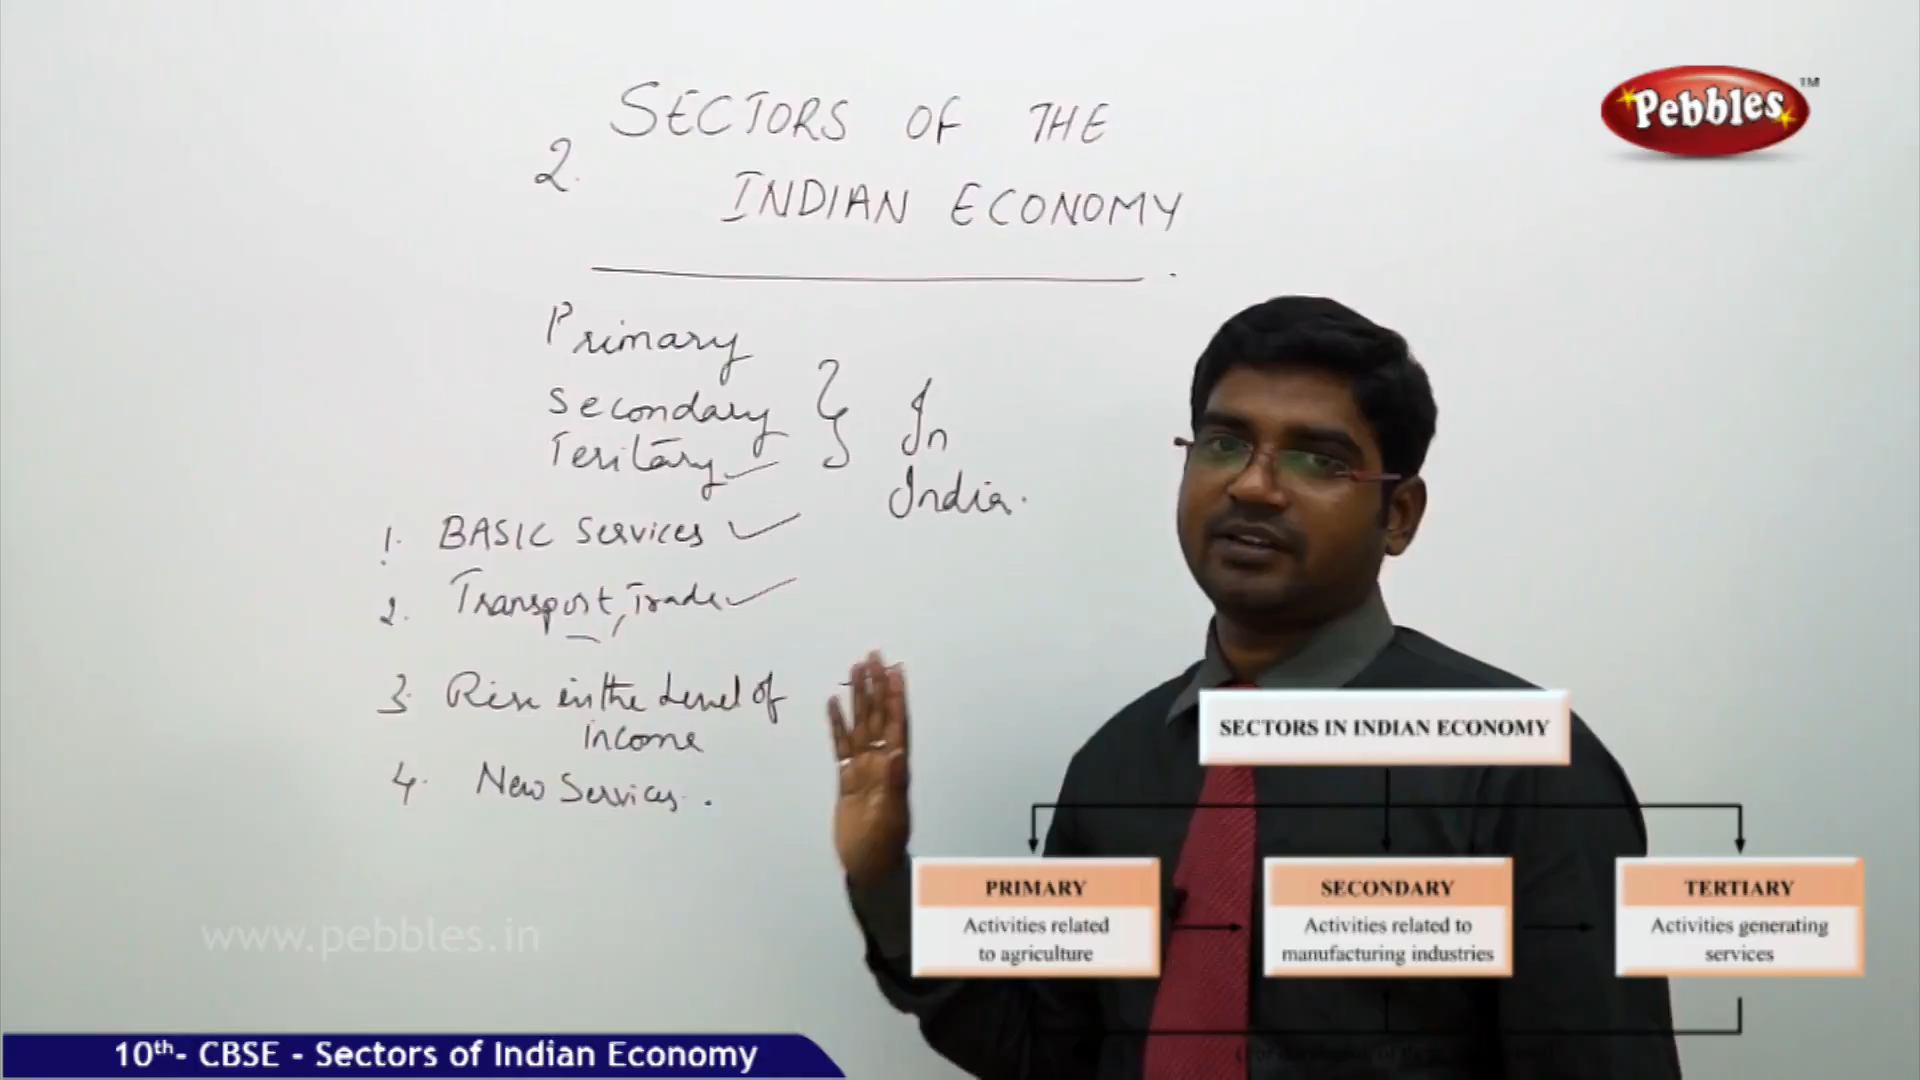 SECTORS OF THE
2. INDIAN ECONOMY
Primary
Secondary
Teritary
In
India.
1. BASIC Services
2. Transport, Trade
3. Rise in the Level of
income
4. New Services.
Pebbles TM
SECTORS IN INDIAN ECONOMY
PRIMARY
Activities related
to agriculture
SECONDARY
Activities related to
manufacturing industries
TERTIARY
Activities generating
services
www.pebbles.in
10th- CBSE - Sectors of Indian Economy